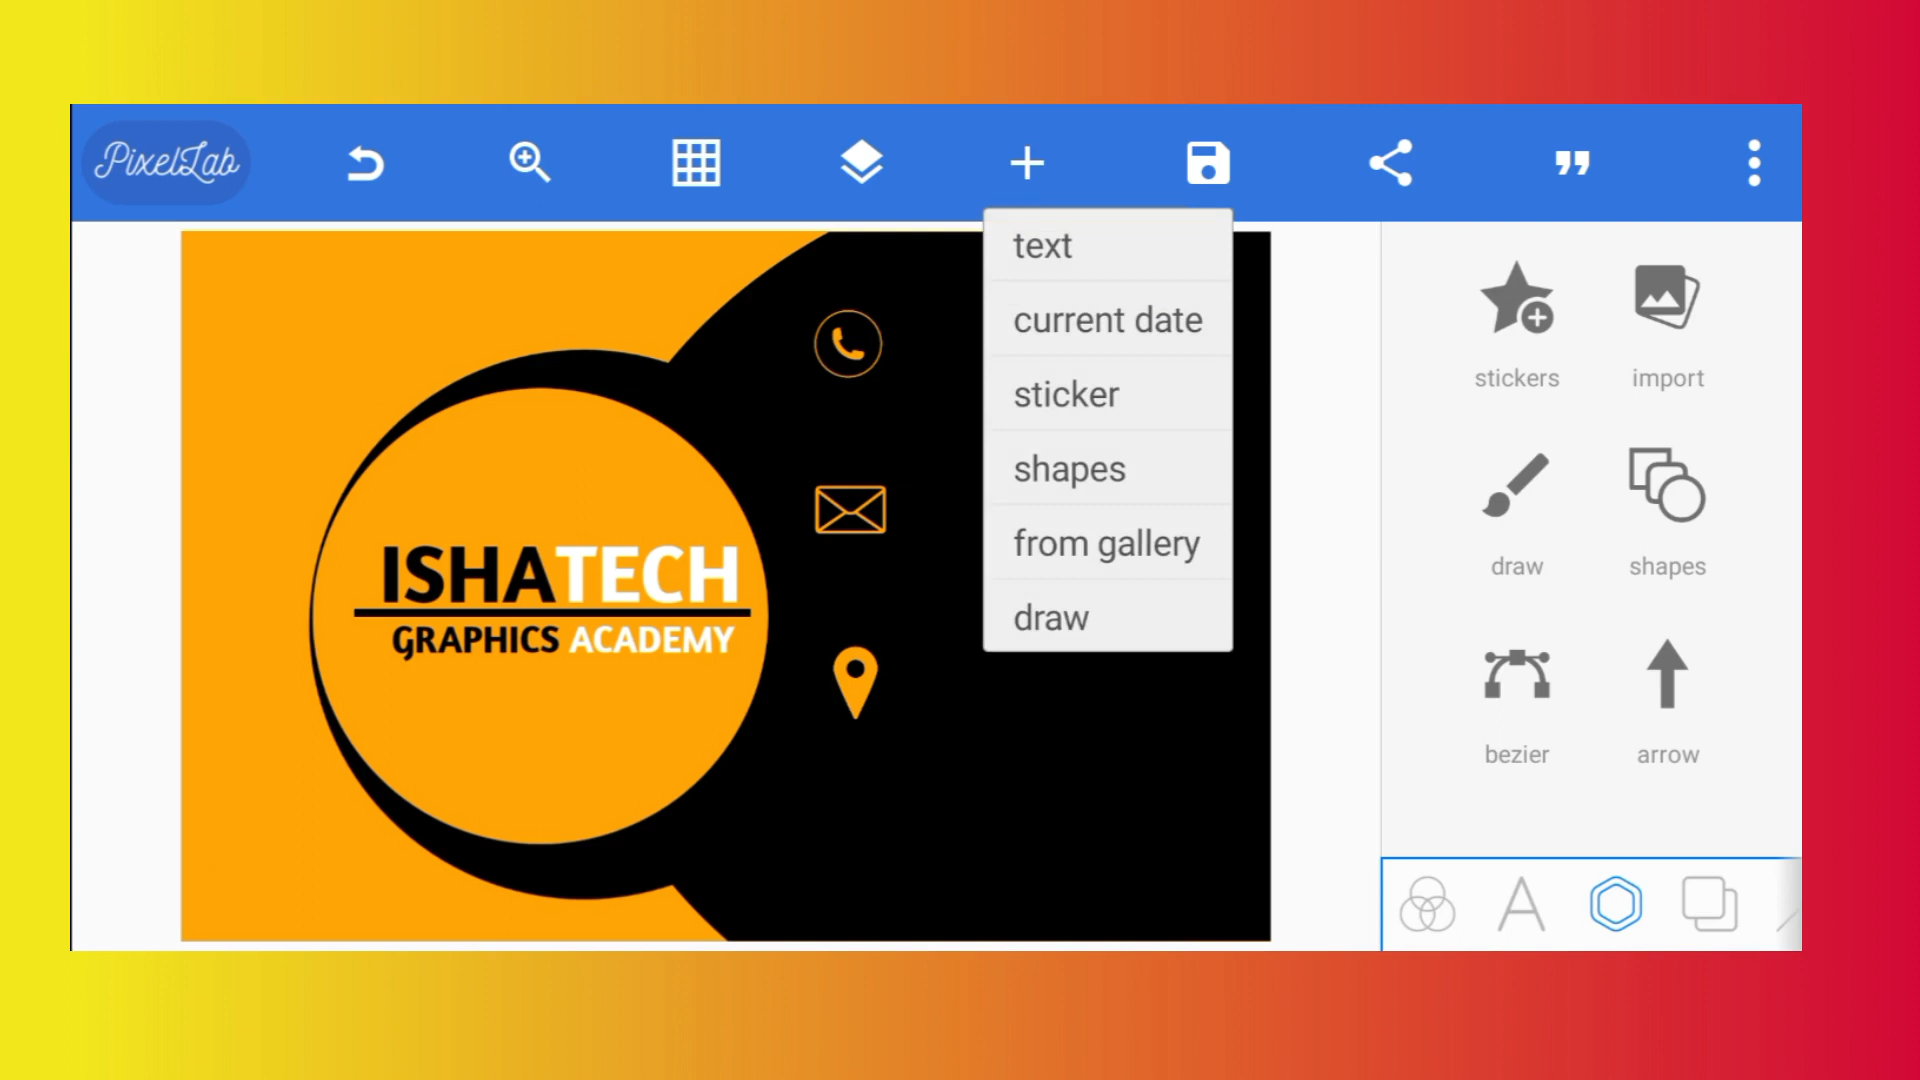 PixelLab
text
current date
sticker
shapes
from gallery
draw
ISHATECH
GRAPHICS ACADEMY
stickers
import
draw
shapes
bezier
arrow